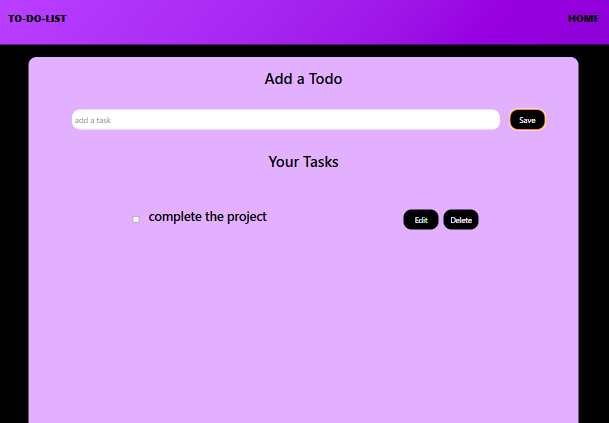 TO-DO-LIST HOME
Add a Todo
add a task Save
Your Tasks
complete the project Edit Delete